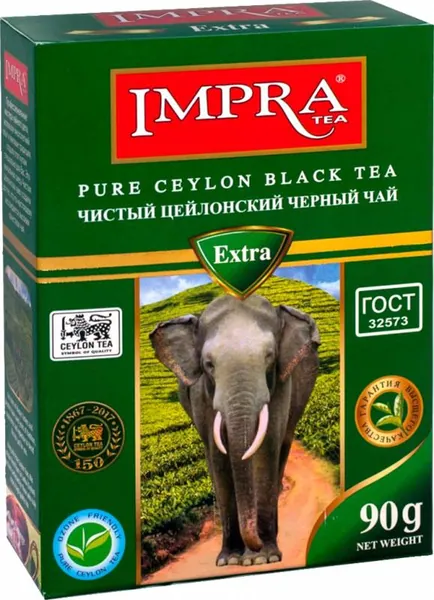 Extra
IMPRA®
TEA
PURE CEYLON BLACK TEA
ЧИСТЫЙ ЦЕЙЛОНСКИЙ ЧЕРНЫЙ ЧАЙ
Extra
ГОСТ
32573
CEYLON TEA
SYMBOL OF QUALITY
ГАРАНТИЯ ВЫСШЕГО КАЧЕСТВА
1867-2017
CEYLON TEA
150
OZONE FRIENDLY
PURE CEYLON TEA
90g
NET WEIGHT